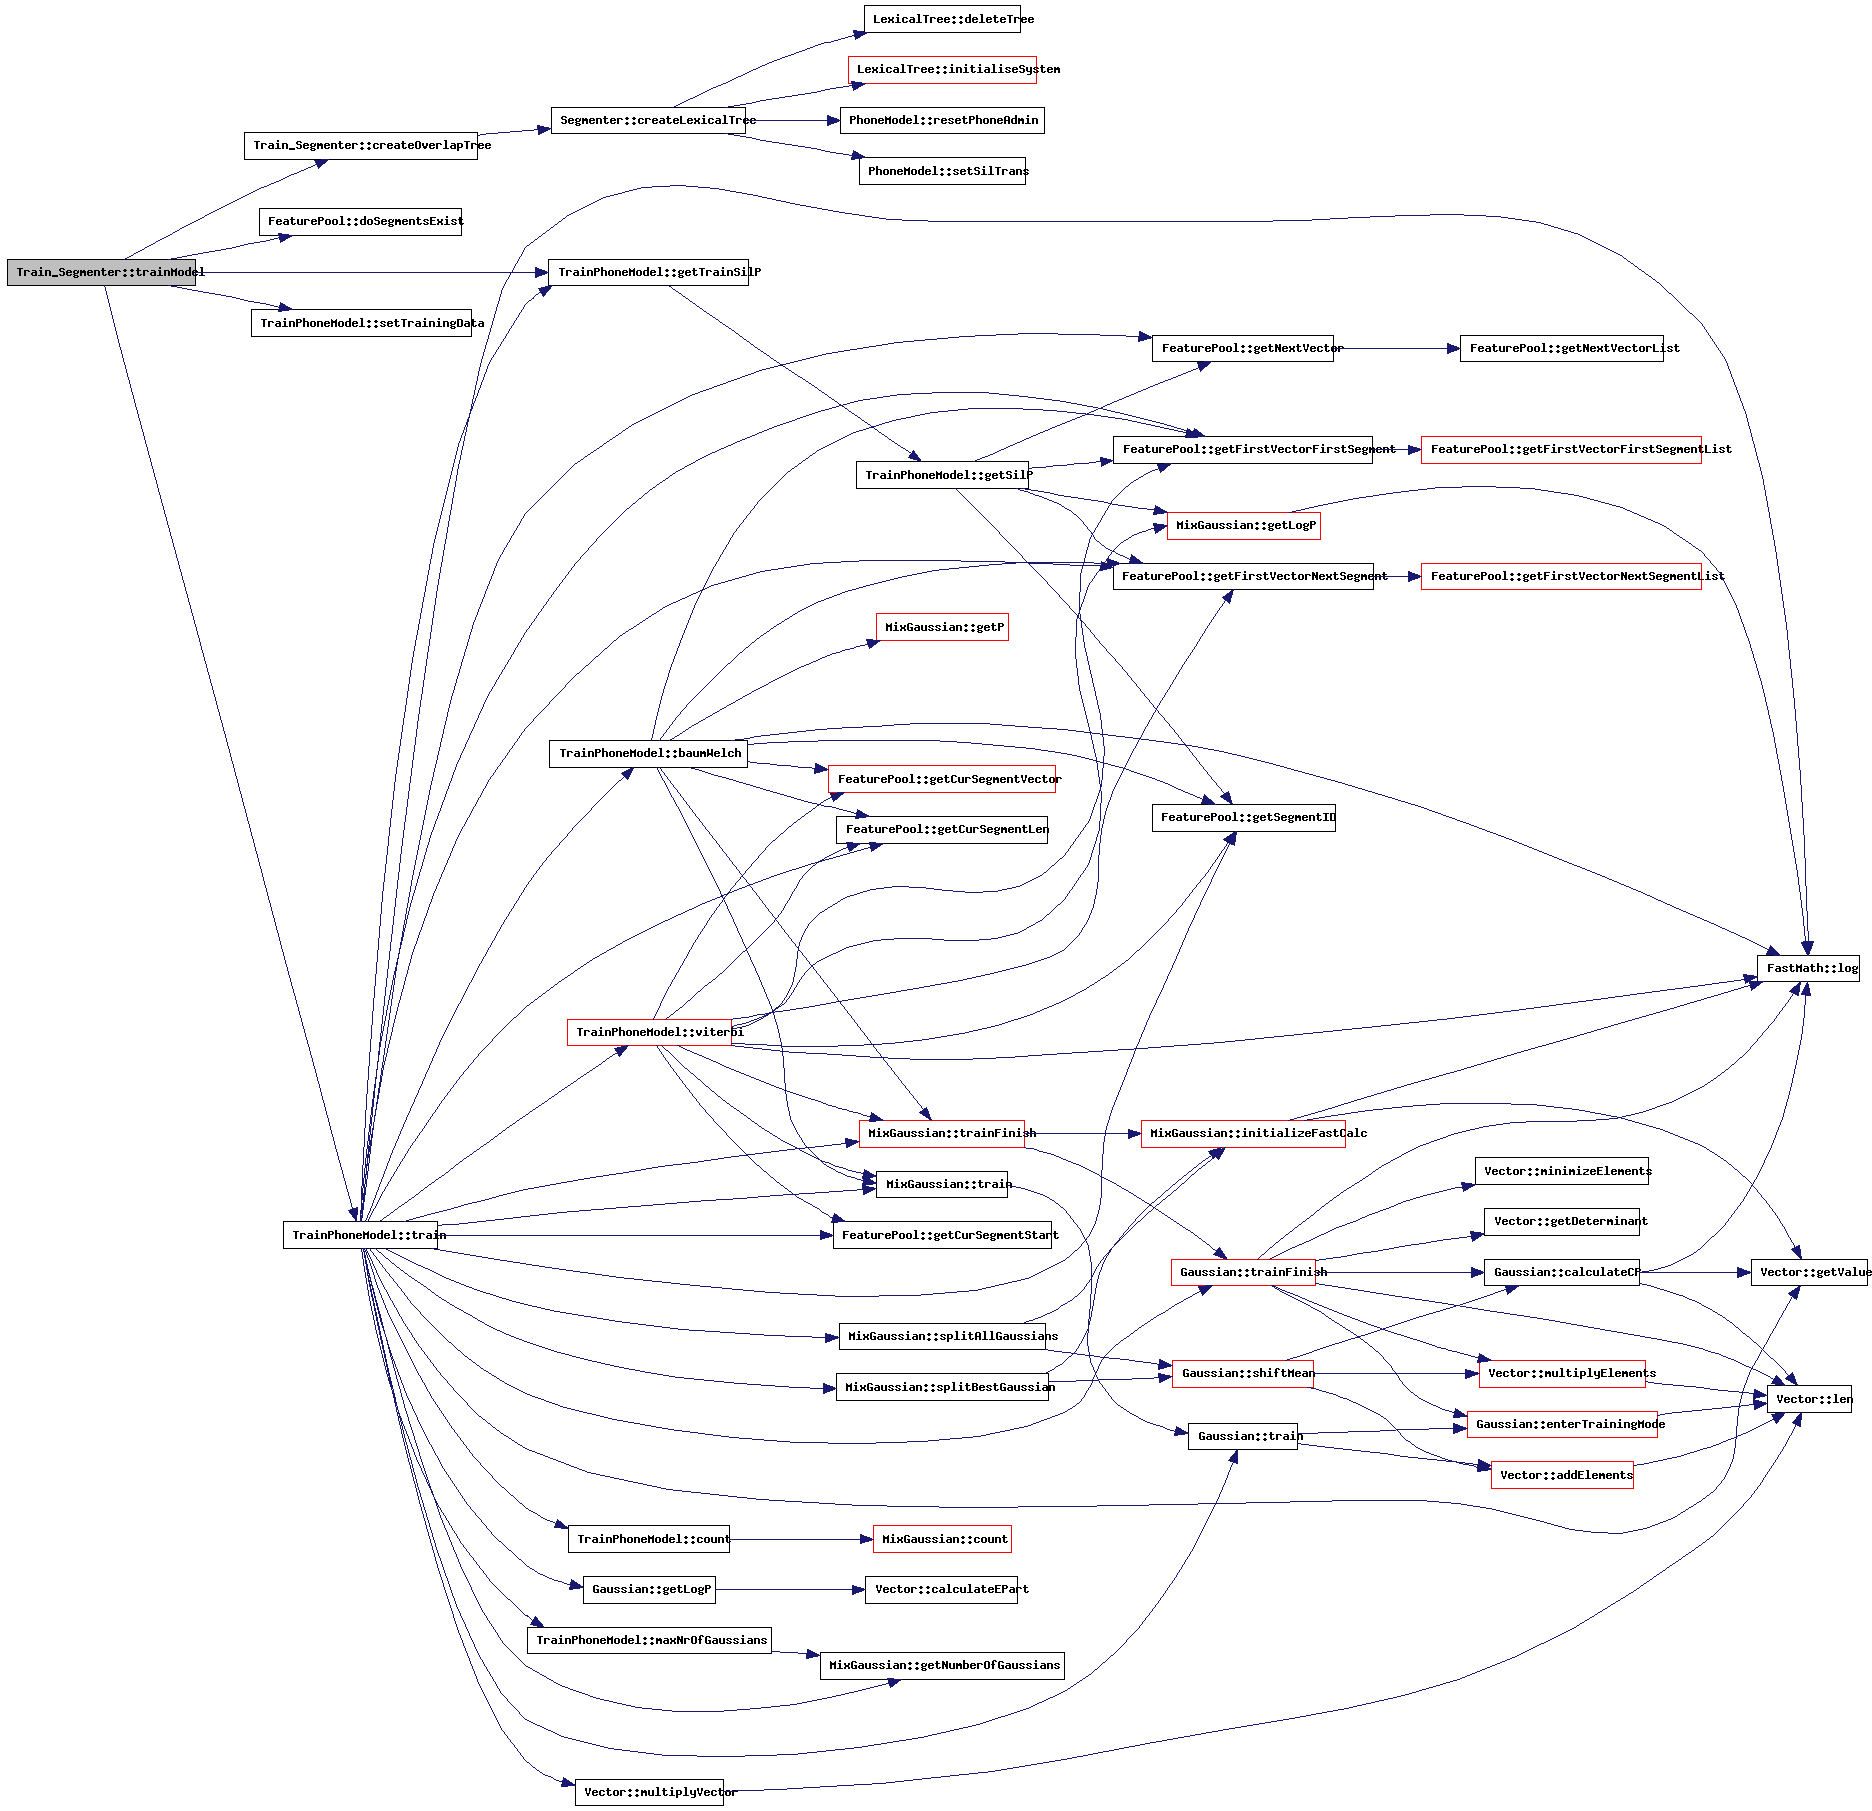 LexicalTree::deleteTree
LexicalTree::initialiseSystem
Segmenter::createLexicalTree
PhoneModel::resetPhoneAdmin
Train_Segmenter::createOverlapTree
PhoneModel::setSilTrans
FeaturePool::doSegmentsExist
Train_Segmenter::trainModel
TrainPhoneModel::getTrainSilP
TrainPhoneModel::setTrainingData
FeaturePool::getNextVector
FeaturePool::getNextVectorList
FeaturePool::getFirstVectorFirstSegment
FeaturePool::getFirstVectorFirstSegmentList
TrainPhoneModel::getSilP
MixGaussian::getLogP
FeaturePool::getFirstVectorNextSegment
FeaturePool::getFirstVectorNextSegmentList
MixGaussian::getP
TrainPhoneModel::baumWelch
FeaturePool::getCurSegmentVector
FeaturePool::getSegmentID
FeaturePool::getCurSegmentLen
FastMath::log
TrainPhoneModel::viterbi
MixGaussian::trainFinish
MixGaussian::initializeFastCalc
Vector::minimizeElements
MixGaussian::train
Vector::getDeterminant
TrainPhoneModel::train
FeaturePool::getCurSegmentStart
Gaussian::trainFinish
Gaussian::calculateCP
Vector::getValue
MixGaussian::splitAllGaussians
Gaussian::shiftMean
Vector::multiplyElements
MixGaussian::splitBestGaussian
Vector::len
Gaussian::enterTrainingMode
Gaussian::train
Vector::addElements
TrainPhoneModel::count
MixGaussian::count
Gaussian::getLogP
Vector::calculateEPart
TrainPhoneModel::maxNrOfGaussians
MixGaussian::getNumberOfGaussians
Vector::multiplyVector